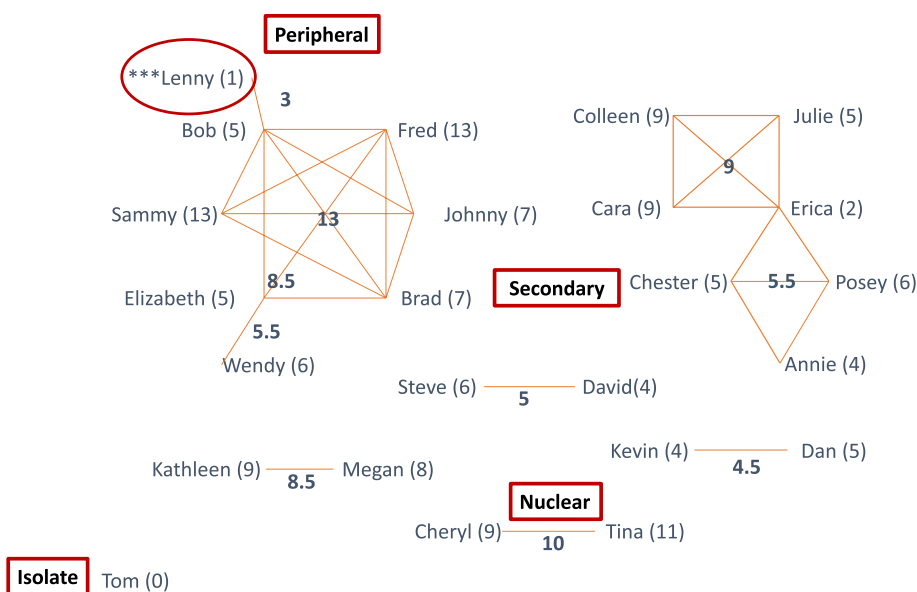 Peripheral
***Lenny (1)
3
Bob (5)
Fred (13)
Colleen (9)
Julie (5)
9
Sammy (13)
13
Johnny (7)
Cara (9)
Erica (2)
8.5
Elizabeth (5)
Brad (7)
Secondary
Chester (5)
5.5
Posey (6)
5.5
Wendy (6)
Annie (4)
Steve (6)
David(4)
5
Kevin (4)
Dan (5)
4.5
Kathleen (9)
Megan (8)
8.5
Nuclear
Cheryl (9)
Tina (11)
10
Isolate
Tom (0)